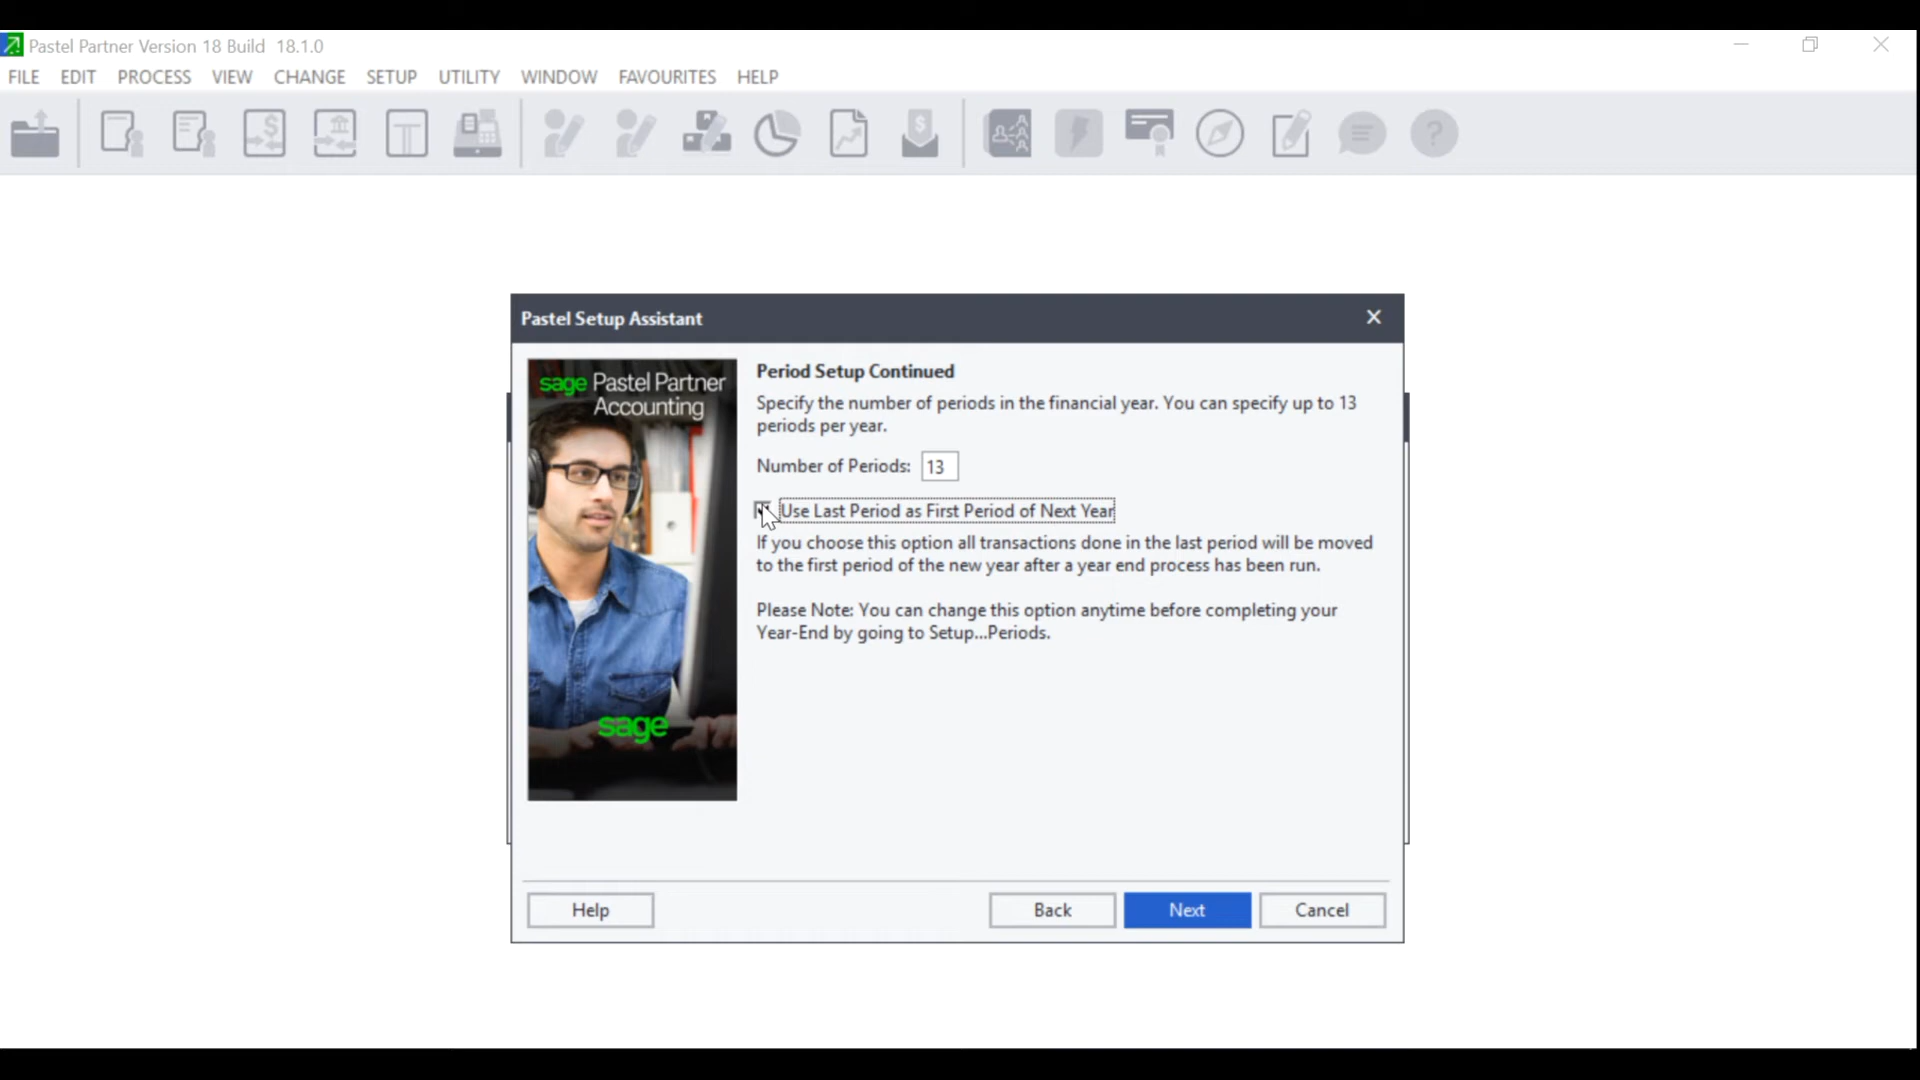 Pastel Partner Version 18 Build 18.1.0
FILE EDIT PROCESS VIEW CHANGE SETUP UTILITY WINDOW FAVOURITES HELP
Pastel Setup Assistant
sage Pastel Partner
Accounting
sage
Period Setup Continued
Specify the number of periods in the financial year. You can specify up to 13
periods per year.
Number of Periods: 13
Use Last Period as First Period of Next Year
If you choose this option all transactions done in the last period will be moved
to the first period of the new year after a year end process has been run.
Please Note: You can change this option anytime before completing your
Year-End by going to Setup...Periods.
Help Back Next Cancel